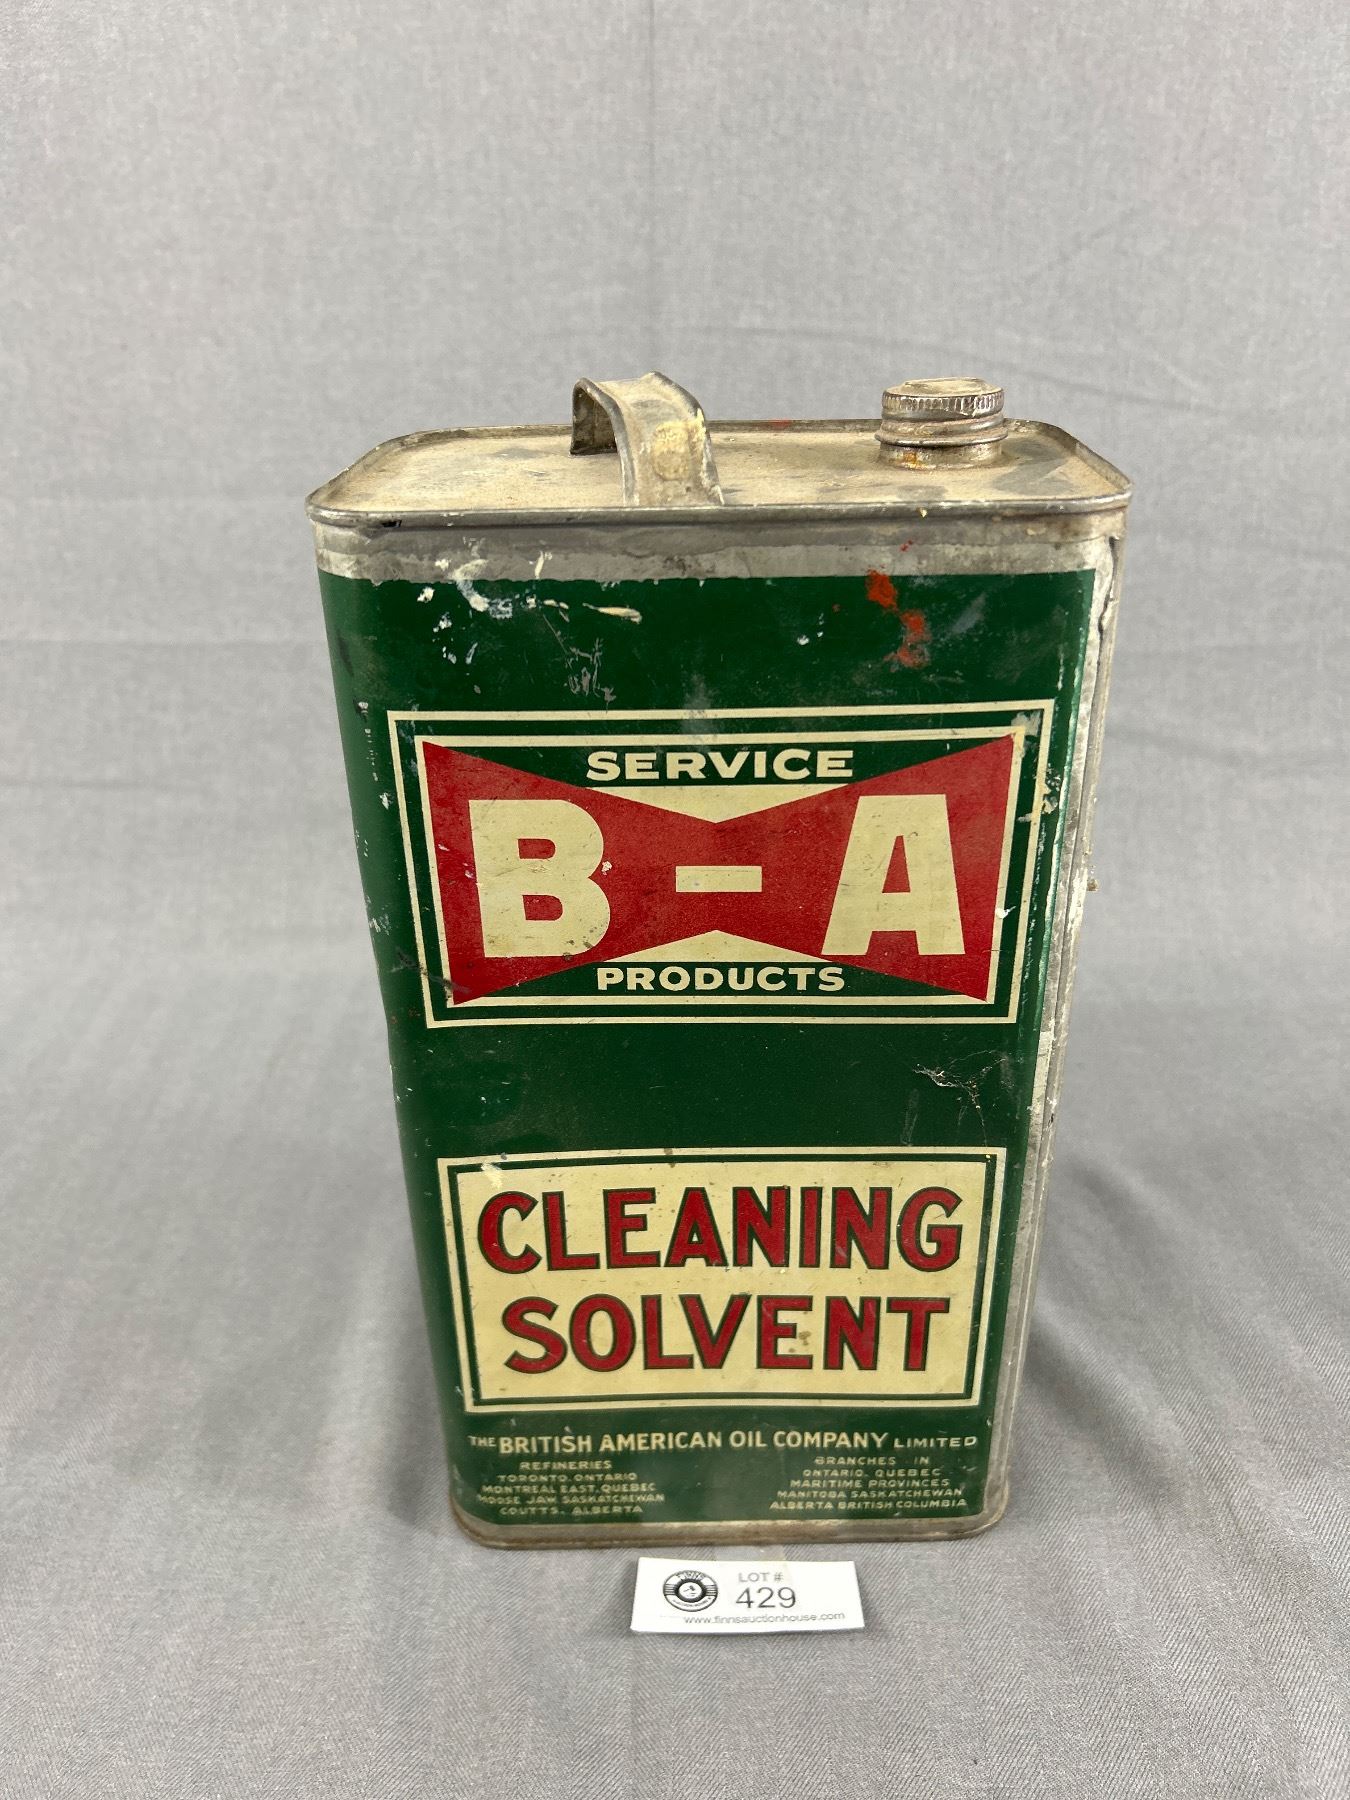 SERVICE
B-A
PRODUCTS
CLEANING
SOLVENT
THE BRITISH AMERICAN OIL COMPANY LIMITED
REFINERIES
TORONTO, ONTARIO
MONTREAL EAST, QUEBEC
MOOSE JAW SASKATCHEWAN
COUTTS, ALBERTA
BRANCHES IN
ONTARIO, QUEBEC
MARITIME PROVINCES
MANITOBA SASKATCHEWAN
ALBERTA BRITISH COLUMBIA
LOT #
429
www.finnsauctionhouse.com